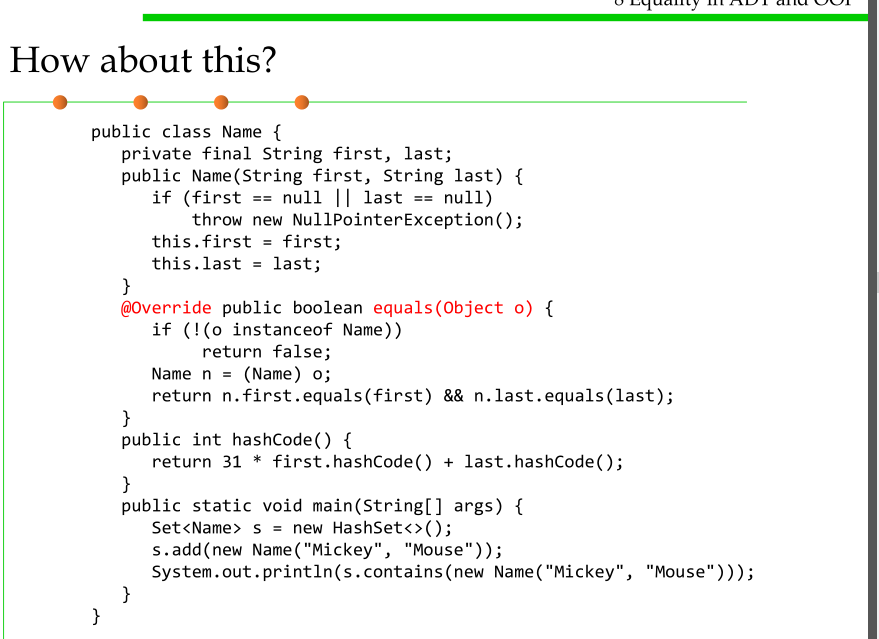 8 Equality in ADT and OOP
How about this?
public class Name {
private final String first, last;
public Name(String first, String last) {
if (first == null || last == null)
throw new NullPointerException();
this.first = first;
this.last = last;
}
@Override public boolean equals(Object o) {
if (!(o instanceof Name))
return false;
Name n = (Name) o;
return n.first.equals(first) && n.last.equals(last);
}
public int hashCode() {
return 31 * first.hashCode() + last.hashCode();
}
public static void main(String[] args) {
Set<Name> s = new HashSet<>();
s.add(new Name("Mickey", "Mouse"));
System.out.println(s.contains(new Name("Mickey", "Mouse")));
}
}